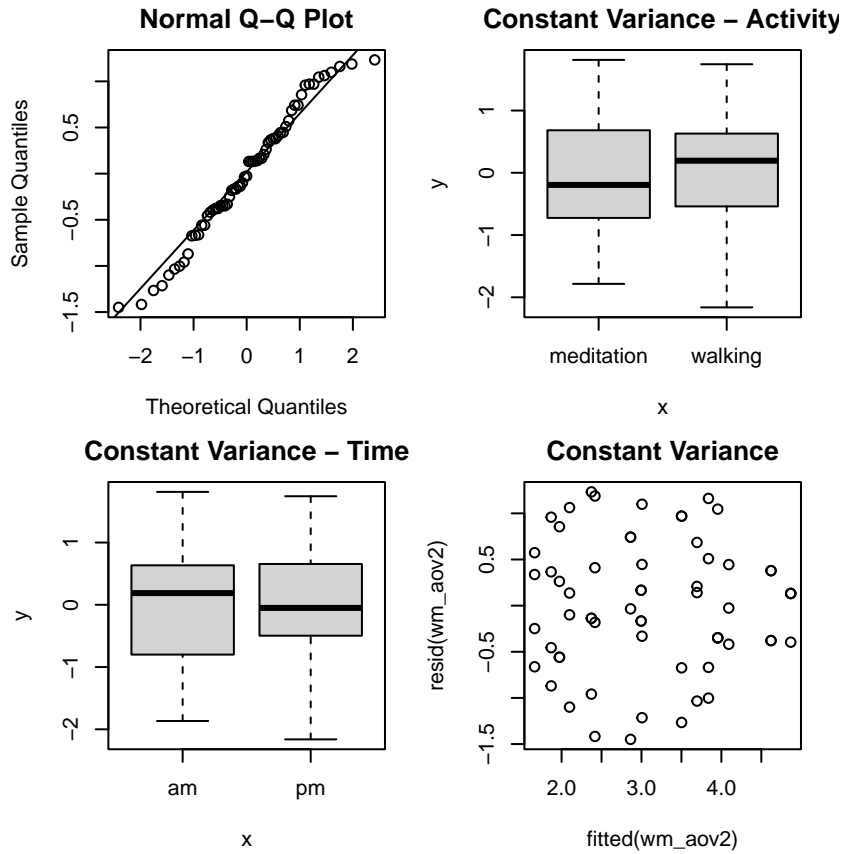 Normal Q−Q Plot
Sample Quantiles
0.5
−0.5
−1.5
−2 −1 0 1 2
Theoretical Quantiles
Constant Variance − Activity
y
1
0
−1
−2
meditation walking
x
Constant Variance − Time
y
1
0
−1
−2
am pm
x
Constant Variance
resid(wm_aov2)
0.5
−0.5
−1.5
2.0 3.0 4.0
fitted(wm_aov2)